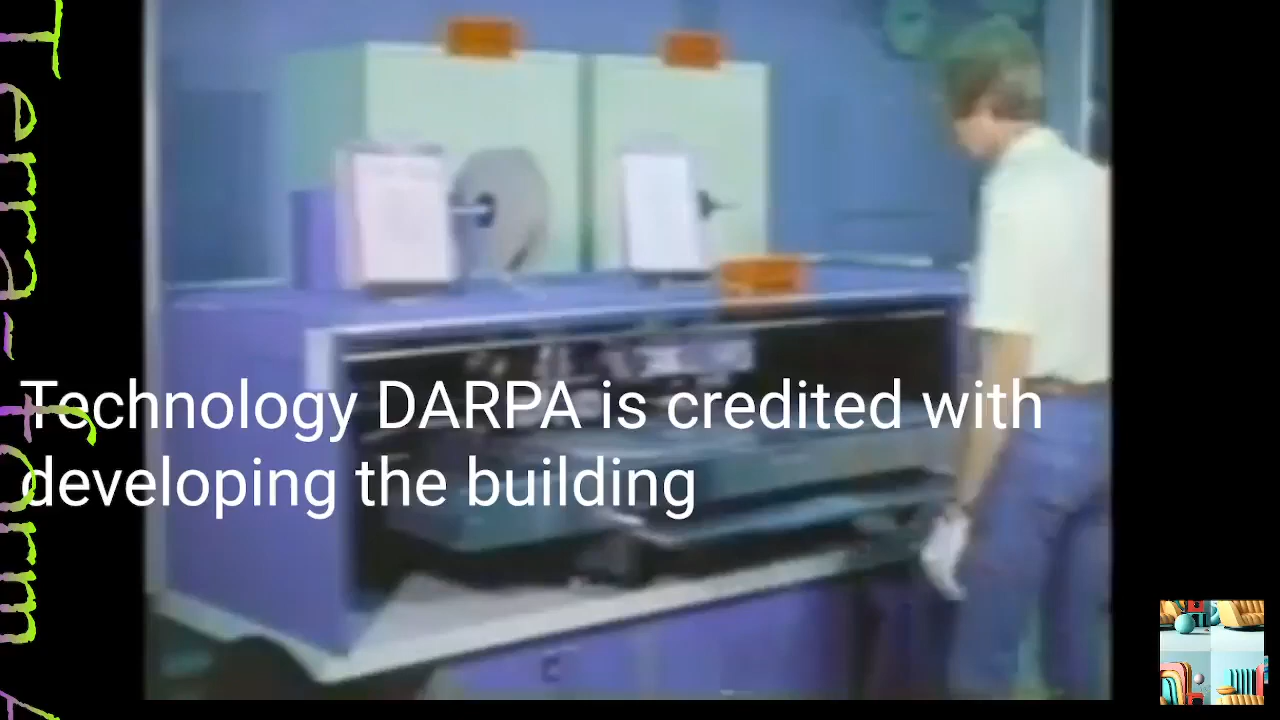 Terra-form A
Technology DARPA is credited with
developing the building